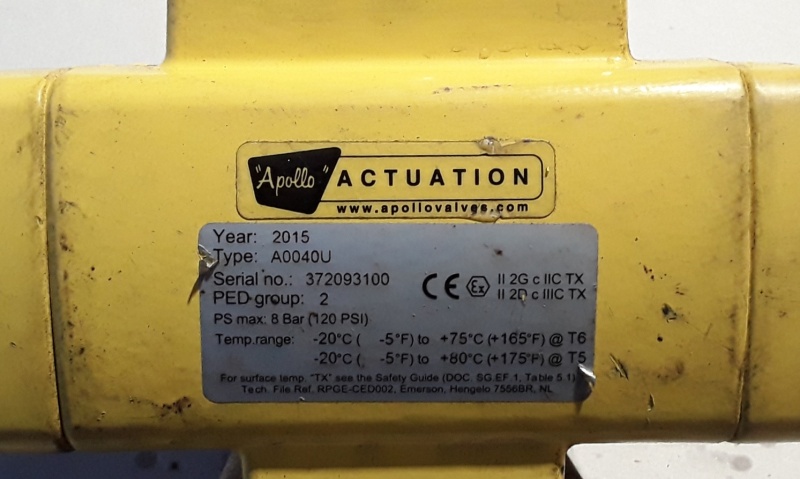 "Apollo" ACTUATION
www.apollovalves.com
Year: 2015
Type: A0040U
Serial no.: 372093100
PED group: 2
CE Ex II 2G c IIC TX
II 2D c IIIC TX
PS max: 8 Bar (120 PSI)
Temp.range: -20°C ( -5°F) to +75°C (+165°F) @ T6
-20°C ( -5°F) to +80°C (+175°F) @ T5
For surface temp. "TX" see the Safety Guide (DOC. SG.EF.1, Table 5.1)
Tech. File Ref. RPGE-CED002, Emerson, Hengelo 7556BR, NL